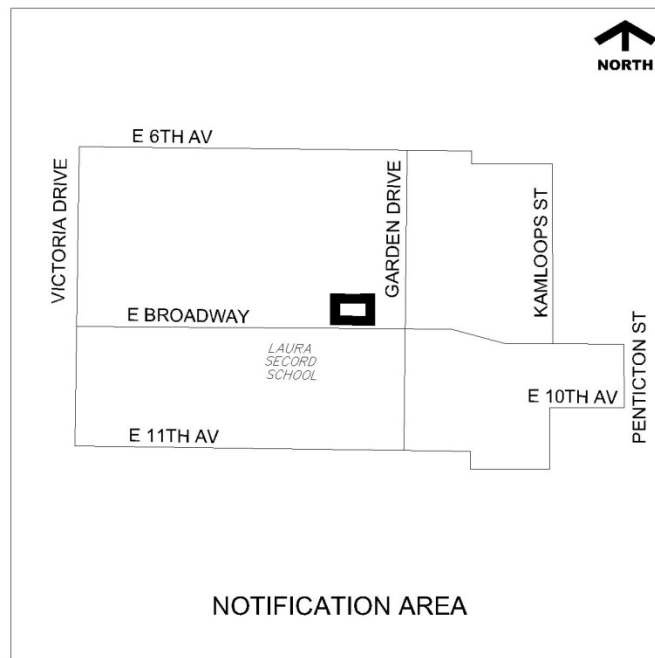 NORTH
E 6TH AV
VICTORIA DRIVE
GARDEN DRIVE
KAMLOOPS ST
E BROADWAY
PENTICTON ST
LAURA
SECORD
SCHOOL
E 10TH AV
E 11TH AV
NOTIFICATION AREA